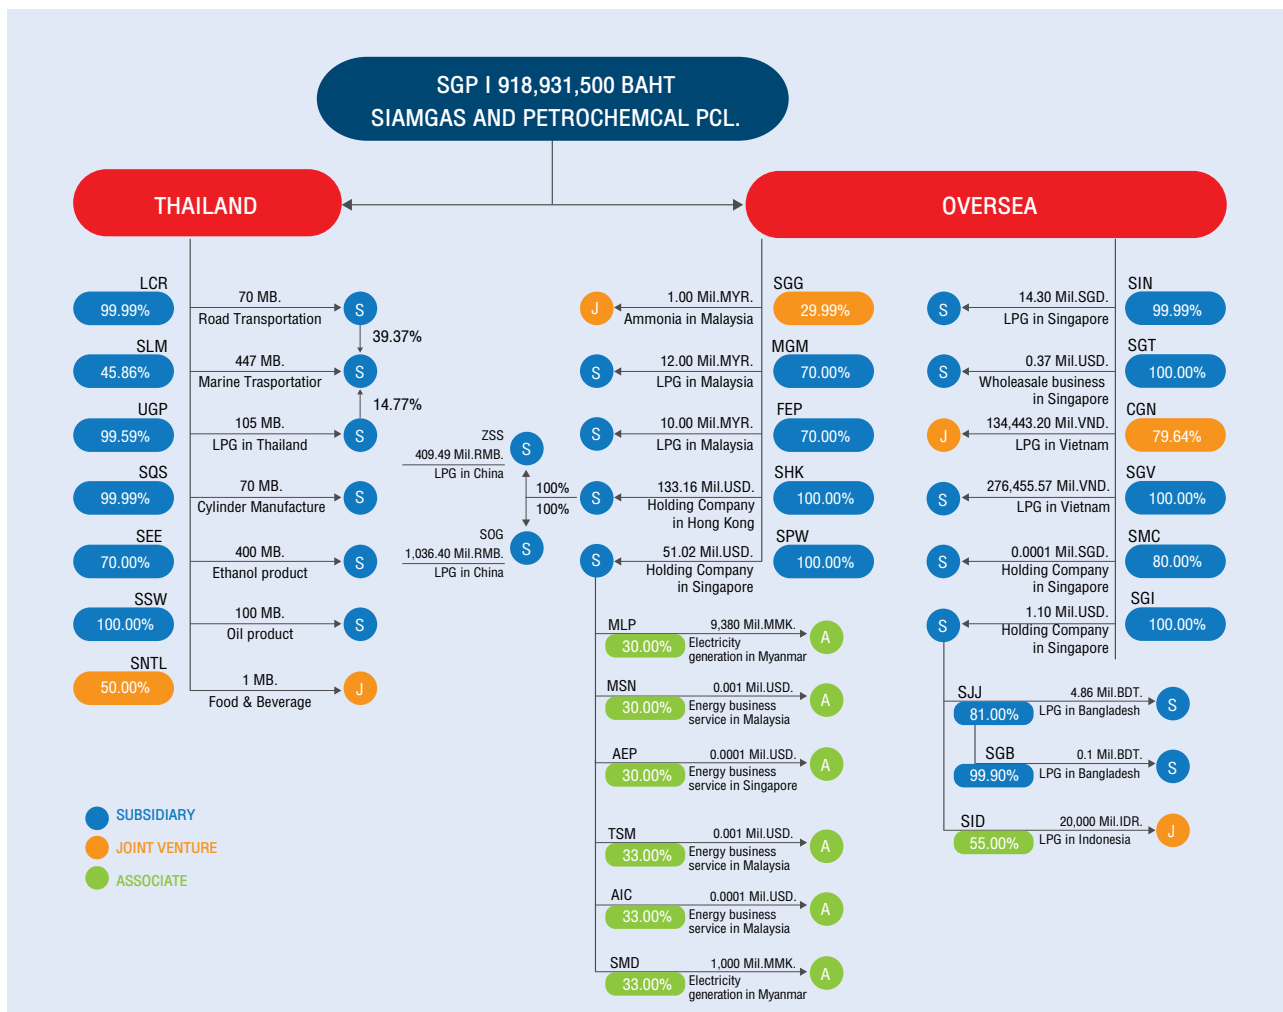 SGP I 918,931,500 BAHT
SIAMGAS AND PETROCHEMCAL PCL.
THAILAND
OVERSEA
LCR
99.99%
70 MB.
Road Transportation
S
39.37%
SLM
45.86%
447 MB.
Marine Trasportatior
S
14.77%
UGP
99.59%
105 MB.
LPG in Thailand
S
SQS
99.99%
70 MB.
Cylinder Manufacture
S
SEE
70.00%
400 MB.
Ethanol product
S
SSW
100.00%
100 MB.
Oil product
S
SNTL
50.00%
1 MB.
Food & Beverage
J
SGG
29.99%
1.00 Mil.MYR.
Ammonia in Malaysia
J
MGM
70.00%
12.00 Mil.MYR.
LPG in Malaysia
S
FEP
70.00%
10.00 Mil.MYR.
LPG in Malaysia
S
SHK
100.00%
133.16 Mil.USD.
Holding Company
in Hong Kong
S
100%
100%
ZSS
409.49 Mil.RMB.
LPG in China
S
SOG
1,036.40 Mil.RMB.
LPG in China
S
SPW
100.00%
51.02 Mil.USD.
Holding Company
in Singapore
S
MLP
30.00%
9,380 Mil.MMK.
Electricity
generation in Myanmar
A
MSN
30.00%
0.001 Mil.USD.
Energy business
service in Malaysia
A
AEP
30.00%
0.0001 Mil.USD.
Energy business
service in Singapore
A
TSM
33.00%
0.001 Mil.USD.
Energy business
service in Malaysia
A
AIC
33.00%
0.0001 Mil.USD.
Energy business
service in Malaysia
A
SMD
33.00%
1,000 Mil.MMK.
Electricity
generation in Myanmar
A
SIN
99.99%
14.30 Mil.SGD.
LPG in Singapore
S
SGT
100.00%
0.37 Mil.USD.
Wholeasale business
in Singapore
S
CGN
79.64%
134,443.20 Mil.VND.
LPG in Vietnam
J
SGV
100.00%
276,455.57 Mil.VND.
LPG in Vietnam
S
SMC
80.00%
0.0001 Mil.SGD.
Holding Company
in Singapore
S
SGI
100.00%
1.10 Mil.USD.
Holding Company
in Singapore
S
SJJ
81.00%
4.86 Mil.BDT.
LPG in Bangladesh
S
SGB
99.90%
0.1 Mil.BDT.
LPG in Bangladesh
S
SID
55.00%
20,000 Mil.IDR.
LPG in Indonesia
J
SUBSIDIARY
JOINT VENTURE
ASSOCIATE